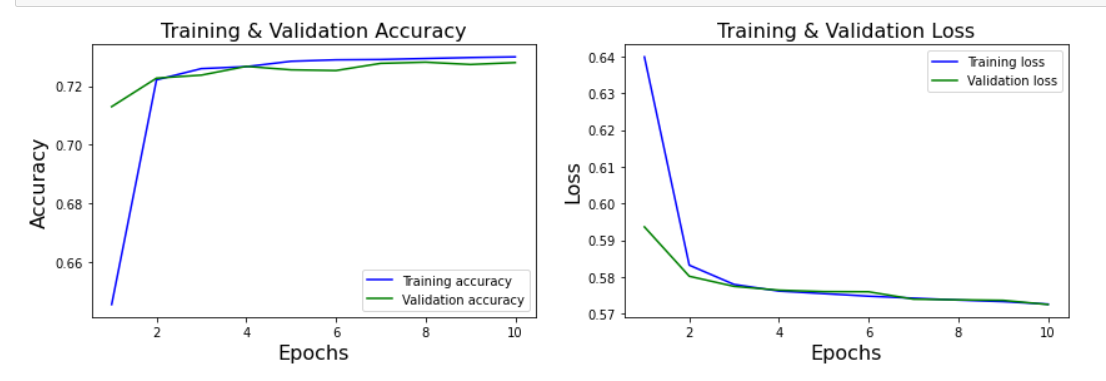 Training & Validation Accuracy
0.72
0.70
0.68
0.66
Accuracy
Training accuracy
Validation accuracy
2 4 6 8 10
Epochs
Training & Validation Loss
0.64
0.63
0.62
0.61
0.60
0.59
0.58
0.57
Loss
Training loss
Validation loss
2 4 6 8 10
Epochs